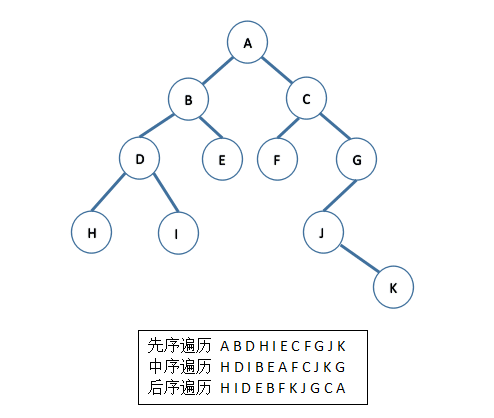 A
B C
D E F G
H I J
K
先序遍历 A B D H I E C F G J K
中序遍历 H D I B E A F C J K G
后序遍历 H I D E B F K J G C A